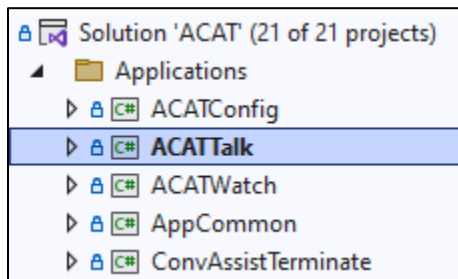 Solution 'ACAT' (21 of 21 projects)
Applications
C# ACATConfig
C# ACATTalk
C# ACATWatch
C# AppCommon
C# ConvAssistTerminate